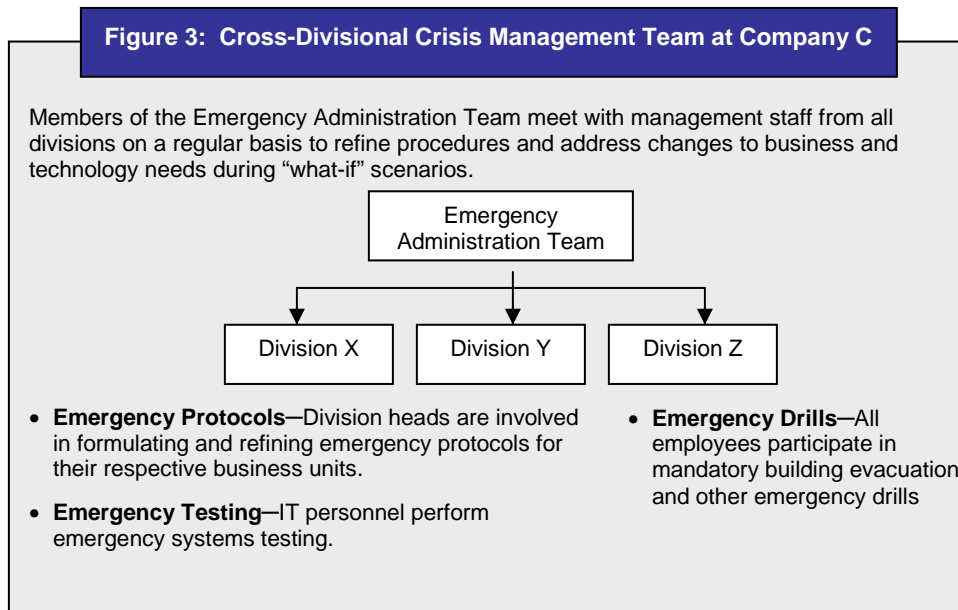 Figure 3:  Cross-Divisional Crisis Management Team at Company C
Members of the Emergency Administration Team meet with management staff from all
divisions on a regular basis to refine procedures and address changes to business and
technology needs during “what-if” scenarios.
Emergency
Administration Team
Division X
Division Y
Division Z
• Emergency Protocols—Division heads are involved
in formulating and refining emergency protocols for
their respective business units.
• Emergency Testing—IT personnel perform
emergency systems testing.
• Emergency Drills—All
employees participate in
mandatory building evacuation
and other emergency drills